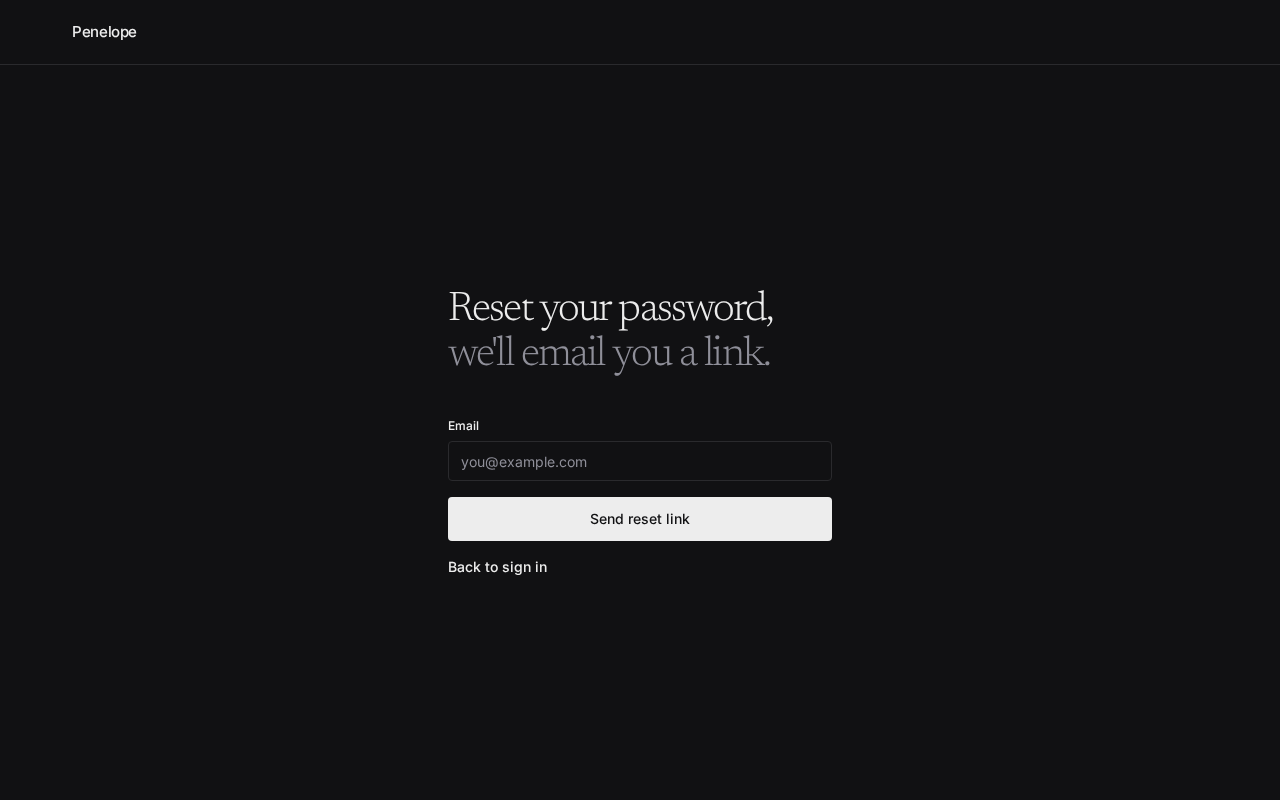 Penelope
Reset your password,
we'll email you a link.
Email
you@example.com
Send reset link
Back to sign in